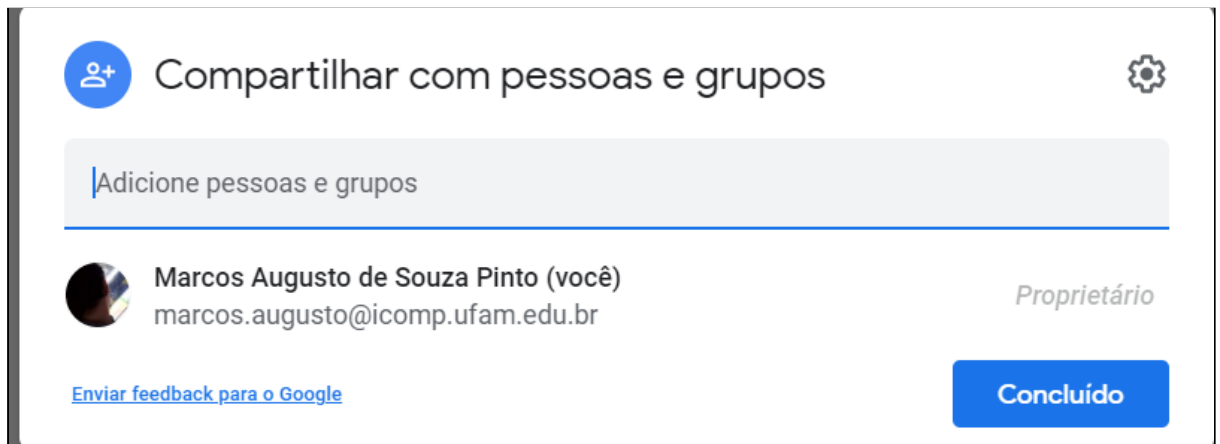 Compartilhar com pessoas e grupos
Adicione pessoas e grupos
Marcos Augusto de Souza Pinto (você)
marcos.augusto@icomp.ufam.edu.br
Proprietário
Enviar feedback para o Google
Concluído